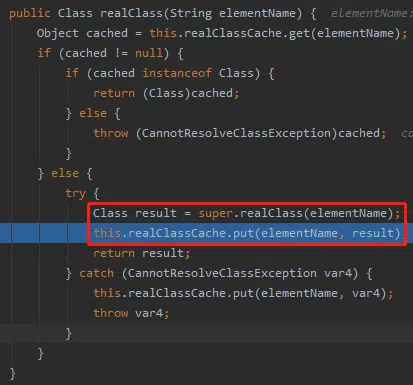 public Class realClass(String elementName) {  elementName:
Object cached = this.realClassCache.get(elementName);
if (cached != null) {
if (cached instanceof Class) {
return (Class)cached;
} else {
throw (CannotResolveClassException)cached;
}
} else {
try {
Class result = super.realClass(elementName);
this.realClassCache.put(elementName, result)
return result;
} catch (CannotResolveClassException var4) {
this.realClassCache.put(elementName, var4);
throw var4;
}
}
}